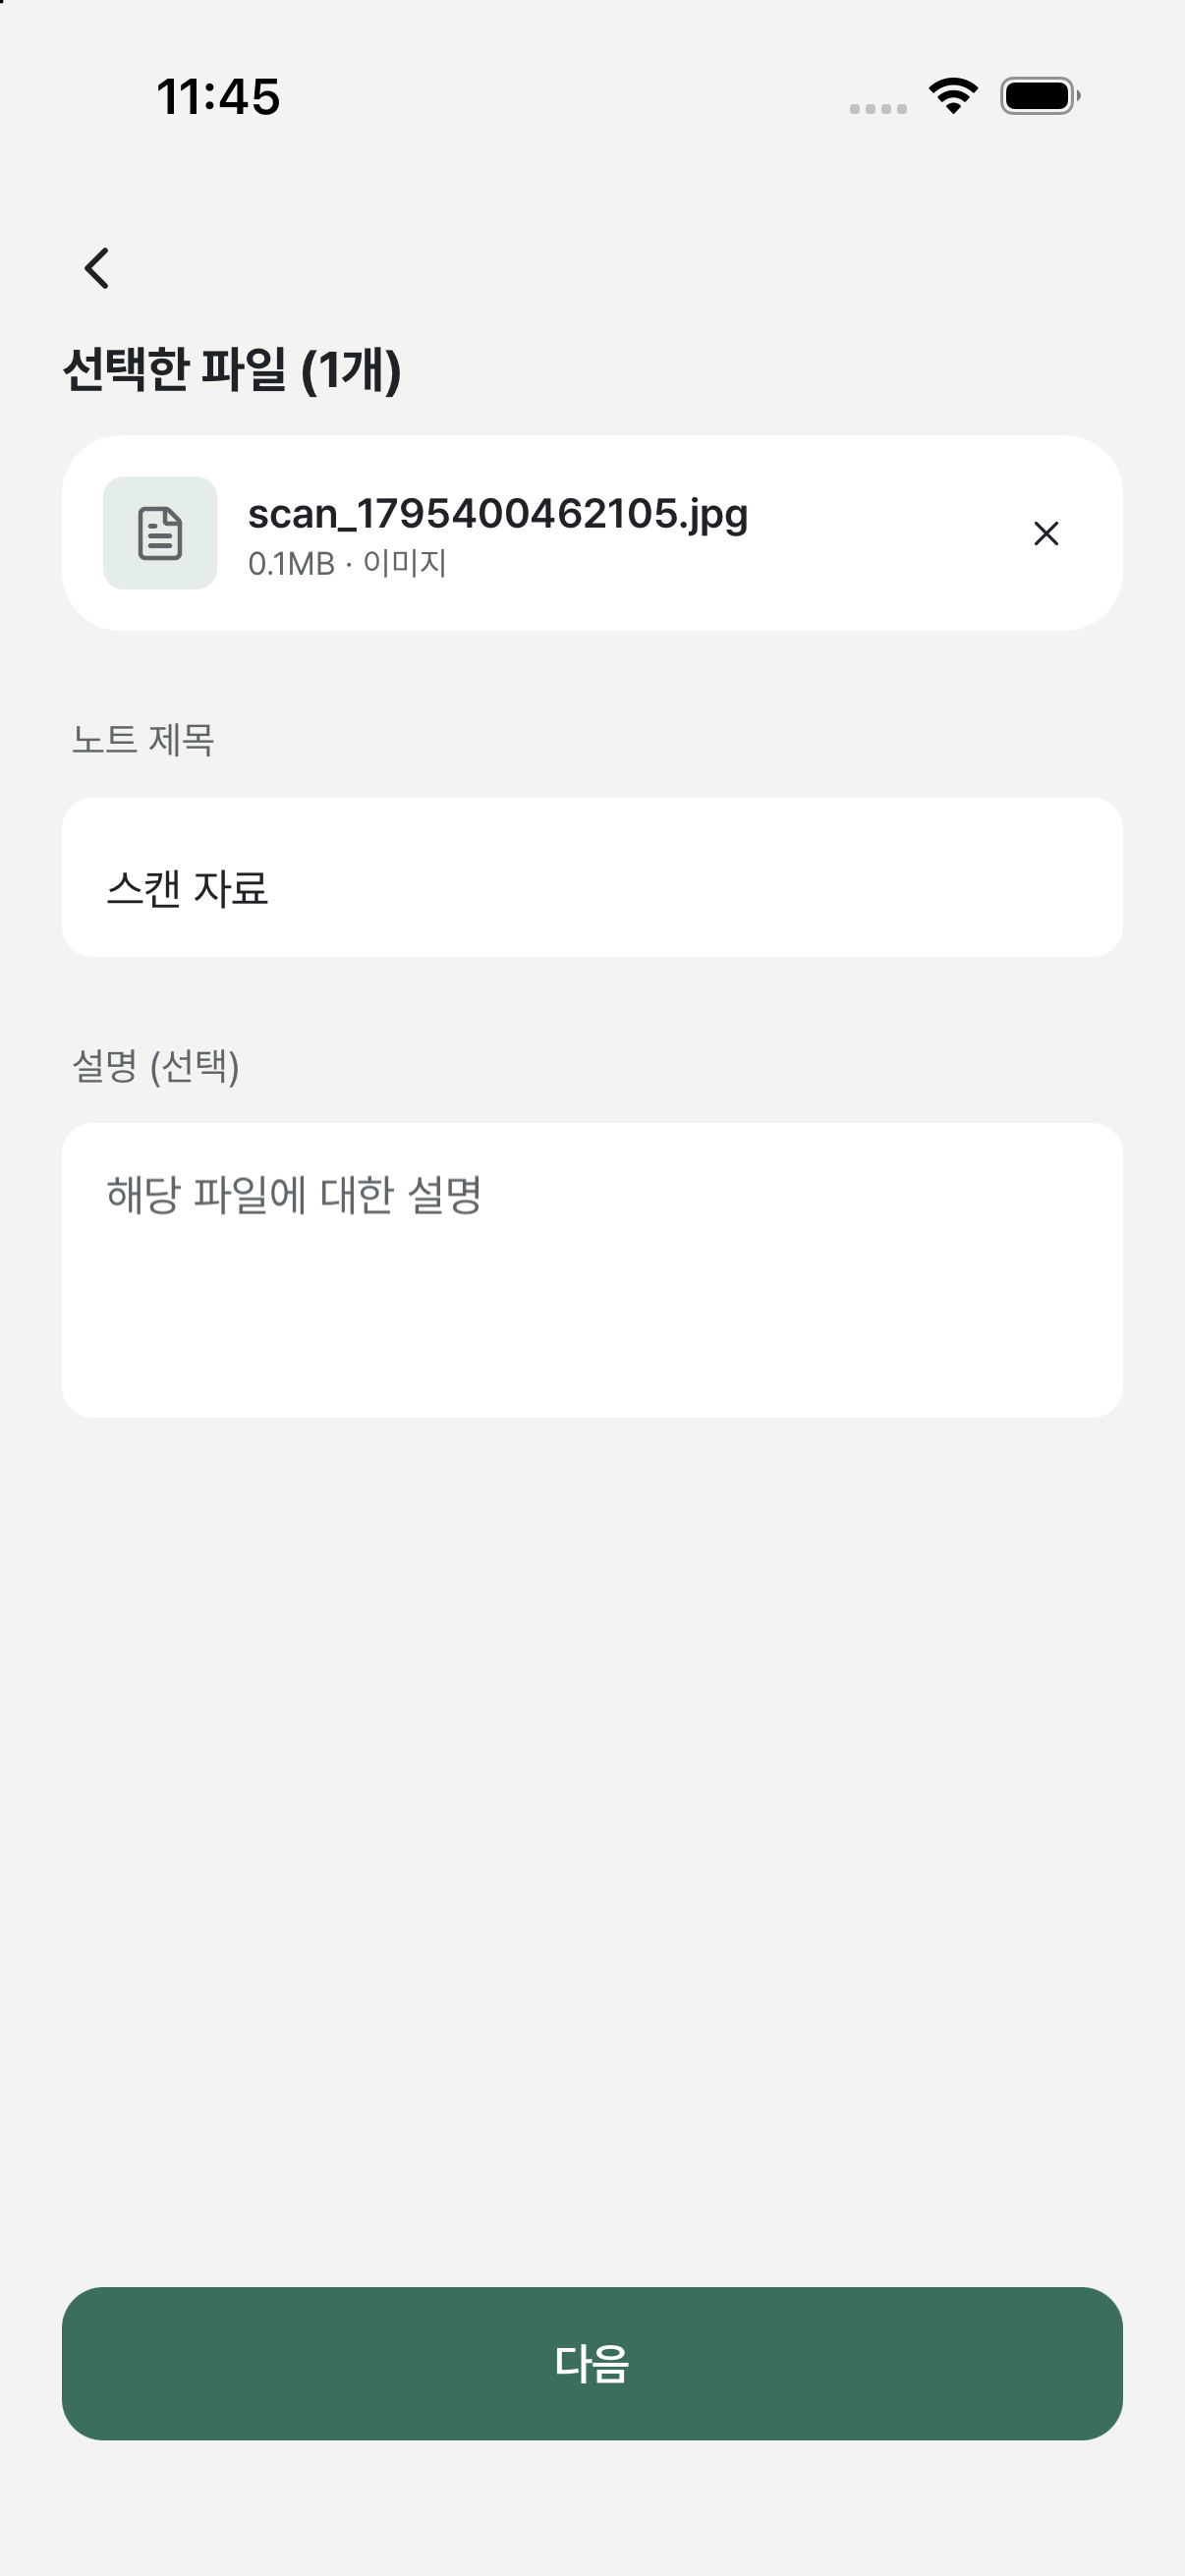 11:45
선택한 파일 (1개)
scan_1795400462105.jpg
0.1MB · 이미지
노트 제목
스캔 자료
설명 (선택)
해당 파일에 대한 설명
다음